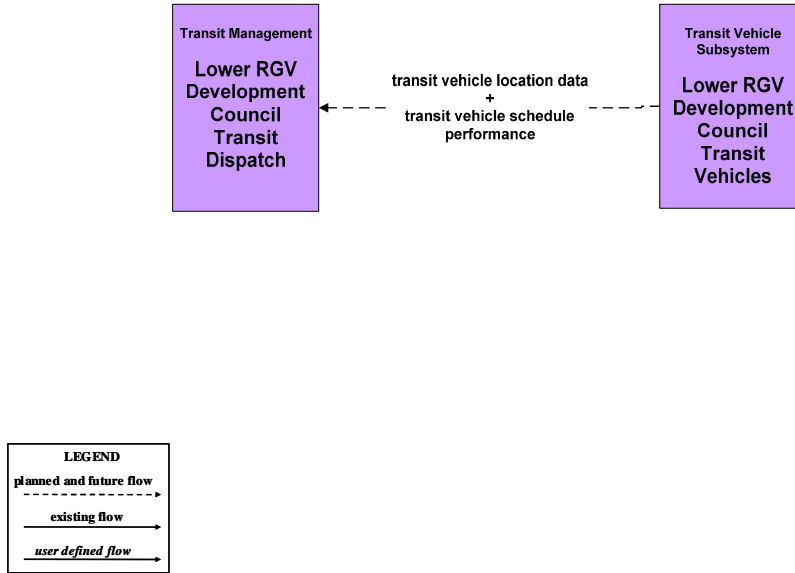 Transit Management
Lower RGV
Development
Council
Transit
Dispatch
transit vehicle location data
+
transit vehicle schedule
performance
Transit Vehicle
Subsystem
Lower RGV
Development
Council
Transit
Vehicles
LEGEND
planned and future flow
existing flow
user defined flow